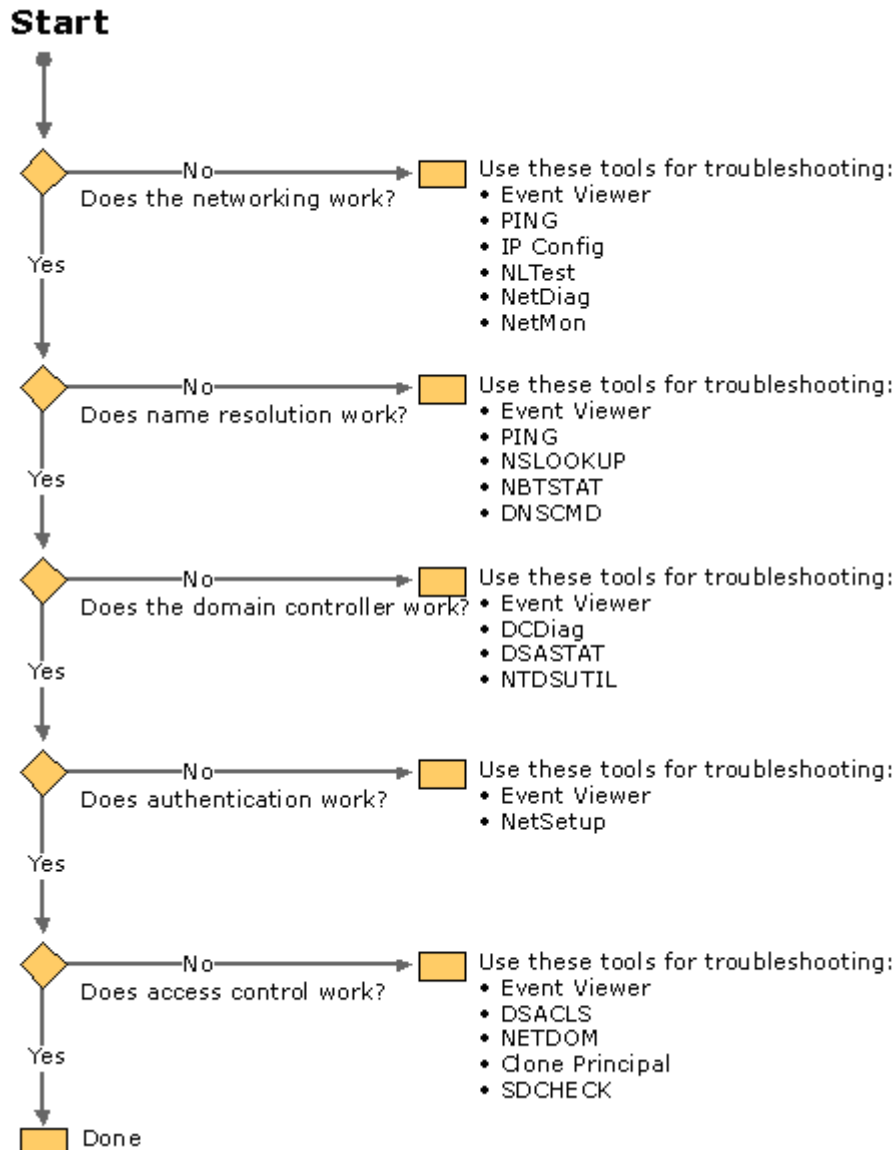 Start
No
Does the networking work?
Use these tools for troubleshooting:
• Event Viewer
• PING
• IP Config
• NLTest
• NetDiag
• NetMon
Yes
No
Does name resolution work?
Use these tools for troubleshooting:
• Event Viewer
• PING
• NSLOOKUP
• NBTSTAT
• DNSCMD
Yes
No
Does the domain controller work?
Use these tools for troubleshooting:
• Event Viewer
• DCDiag
• DSASTAT
• NTDSUTIL
Yes
No
Does authentication work?
Use these tools for troubleshooting:
• Event Viewer
• NetSetup
Yes
No
Does access control work?
Use these tools for troubleshooting:
• Event Viewer
• DSACLS
• NETDOM
• Clone Principal
• SDCHECK
Yes
Done